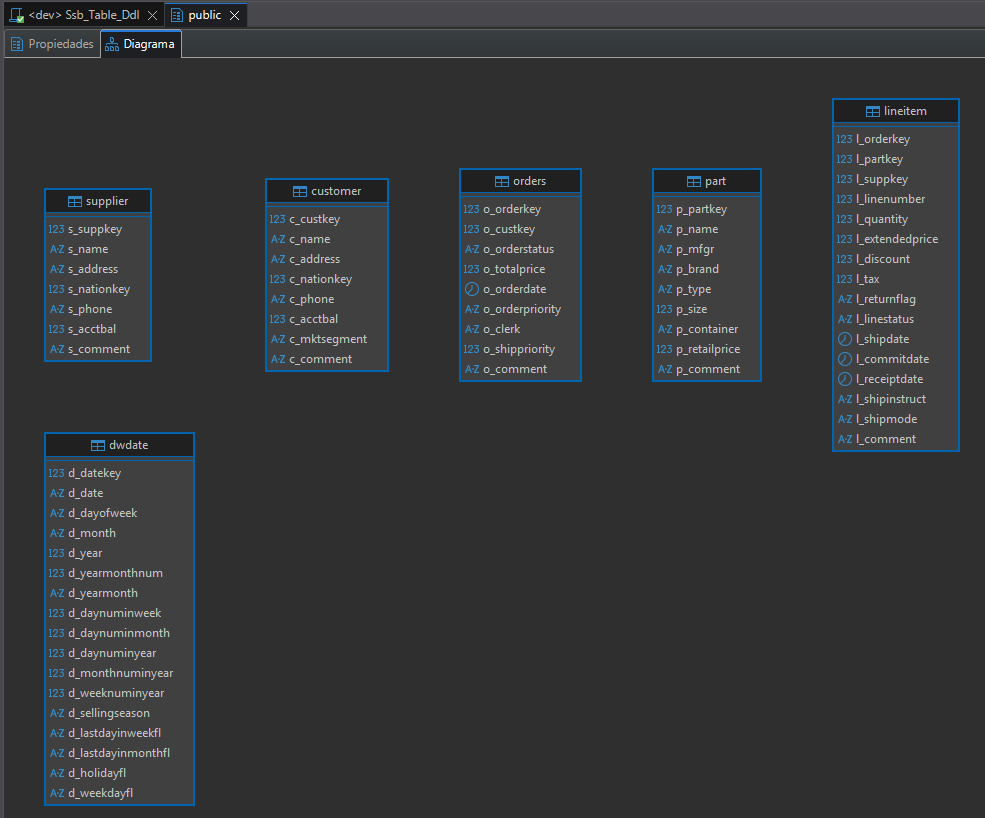 <dev> Ssb_Table_Ddl
public
Propiedades
Diagrama
supplier
123 s_suppkey
A-Z s_name
A-Z s_address
123 s_nationkey
A-Z s_phone
123 s_acctbal
A-Z s_comment
customer
123 c_custkey
A-Z c_name
A-Z c_address
123 c_nationkey
A-Z c_phone
123 c_acctbal
A-Z c_mktsegment
A-Z c_comment
orders
123 o_orderkey
123 o_custkey
A-Z o_orderstatus
123 o_totalprice
o_orderdate
A-Z o_orderpriority
A-Z o_clerk
123 o_shippriority
A-Z o_comment
part
123 p_partkey
A-Z p_name
A-Z p_mfgr
A-Z p_brand
A-Z p_type
123 p_size
A-Z p_container
123 p_retailprice
A-Z p_comment
lineitem
123 l_orderkey
123 l_partkey
123 l_suppkey
123 l_linenumber
123 l_quantity
123 l_extendedprice
123 l_discount
123 l_tax
A-Z l_returnflag
A-Z l_linestatus
l_shipdate
l_commitdate
l_receiptdate
A-Z l_shipinstruct
A-Z l_shipmode
A-Z l_comment
dwdate
123 d_datekey
A-Z d_date
A-Z d_dayofweek
A-Z d_month
123 d_year
123 d_yearmonthnum
A-Z d_yearmonth
123 d_daynuminweek
123 d_daynuminmonth
123 d_daynuminyear
123 d_monthnuminyear
123 d_weeknuminyear
A-Z d_sellingseason
A-Z d_lastdayinweekfl
A-Z d_lastdayinmonthfl
A-Z d_holidayfl
A-Z d_weekdayfl